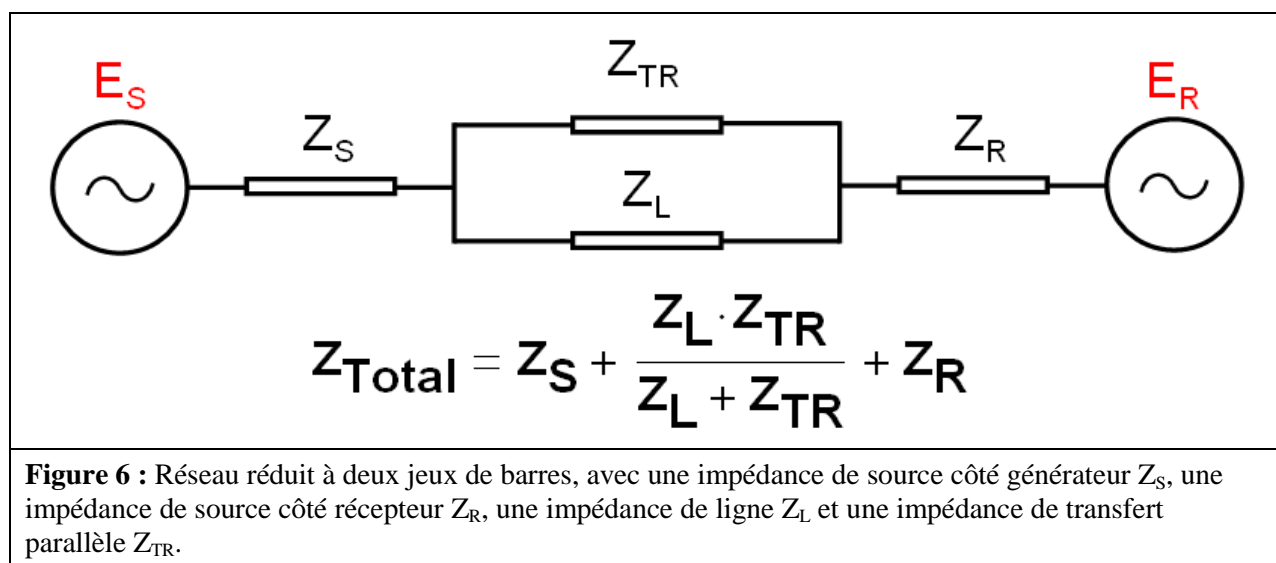 Z_TR
E_S
E_R
Z_S
Z_R
Z_L
Z_Total = Z_S + (Z_L · Z_TR) / (Z_L + Z_TR) + Z_R
Figure 6 : Réseau réduit à deux jeux de barres, avec une impédance de source côté générateur Z_S, une
impédance de source côté récepteur Z_R, une impédance de ligne Z_L et une impédance de transfert
parallèle Z_TR.